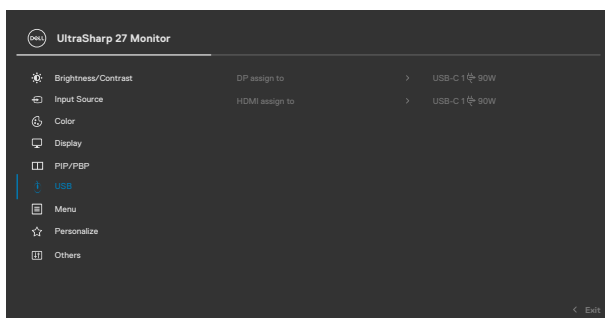 DELL UltraSharp 27 Monitor
Brightness/Contrast DP assign to > USB-C 1 90W
Input Source HDMI assign to > USB-C 1 90W
Color
Display
PIP/PBP
USB
Menu
Personalize
Others
< Exit